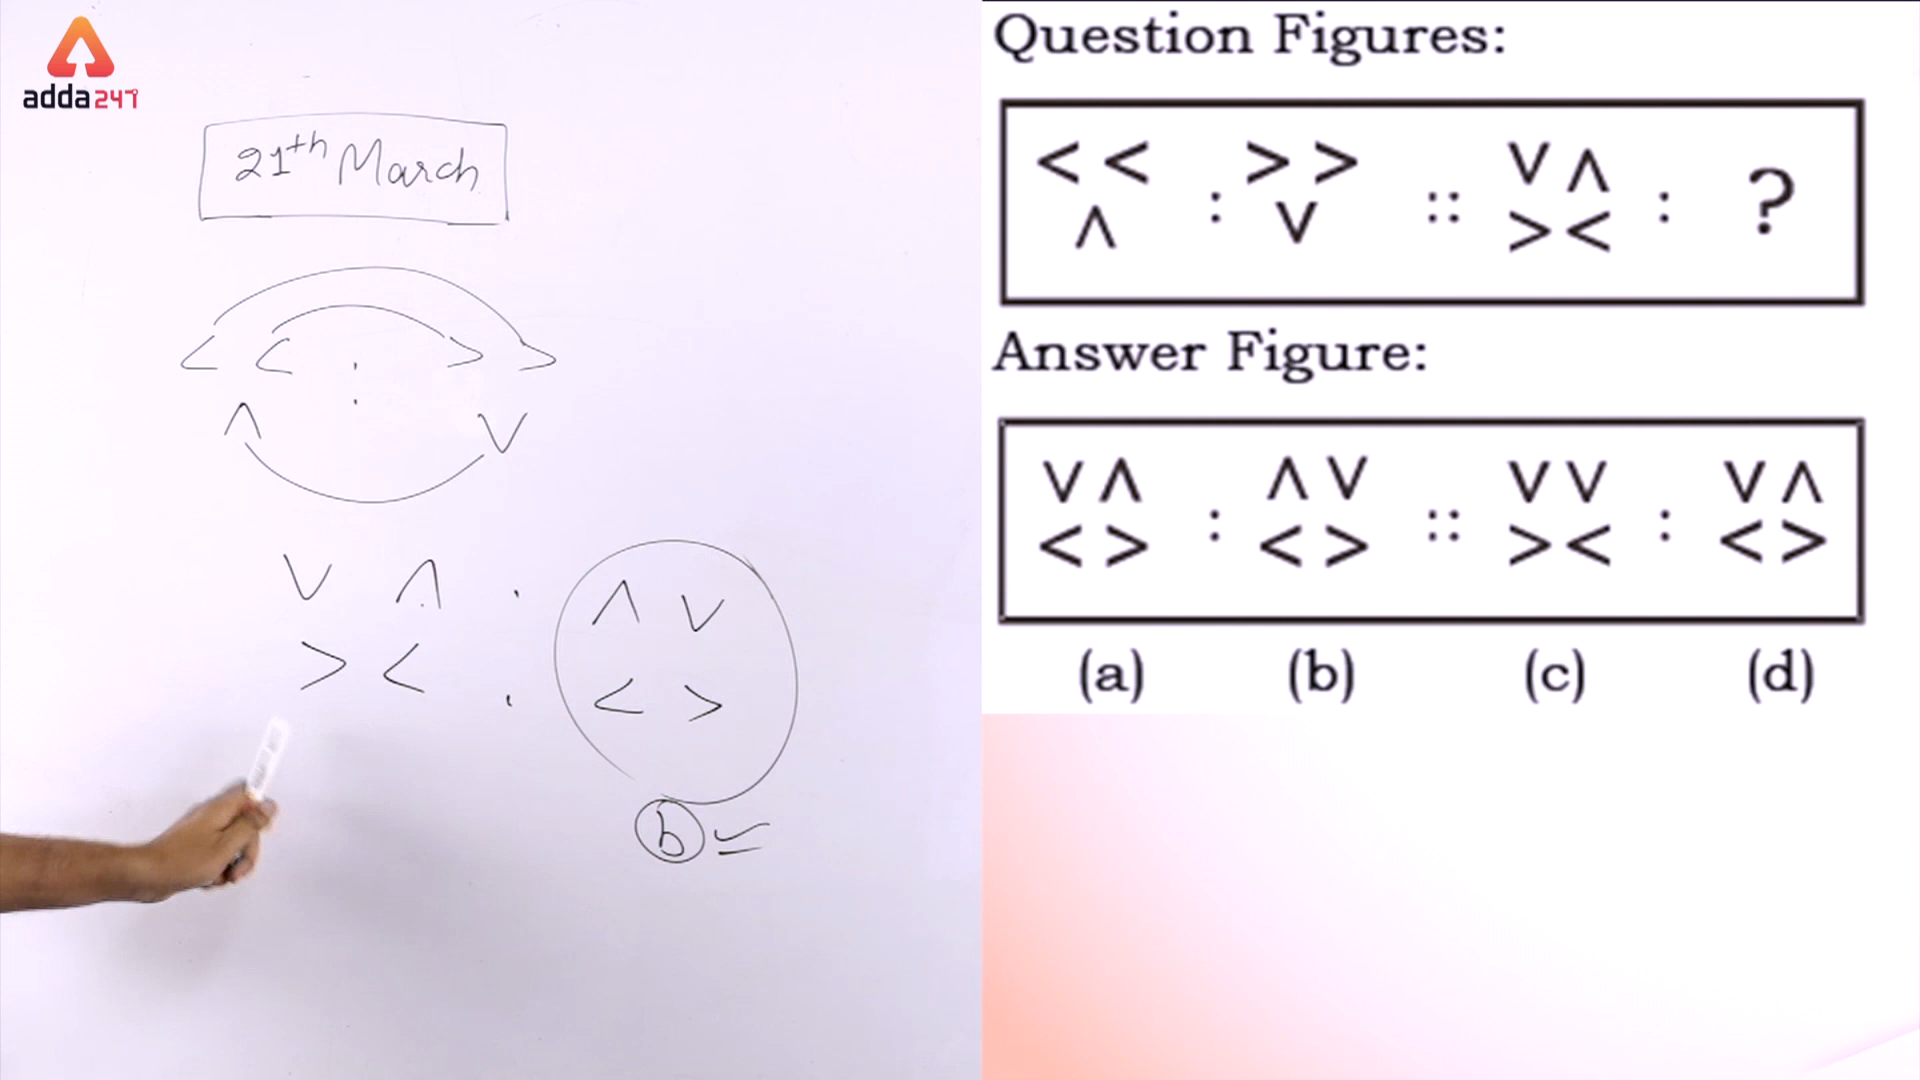 adda247
21th March
< < : > >
∧ V
V ∧ : ∧ V
> < < >
b
Question Figures:
< < : > > :: V ∧ : ?
∧ V > <
Answer Figure:
V ∧ : ∧ V :: V V : V ∧
< > < > > < < >
(a) (b) (c) (d)